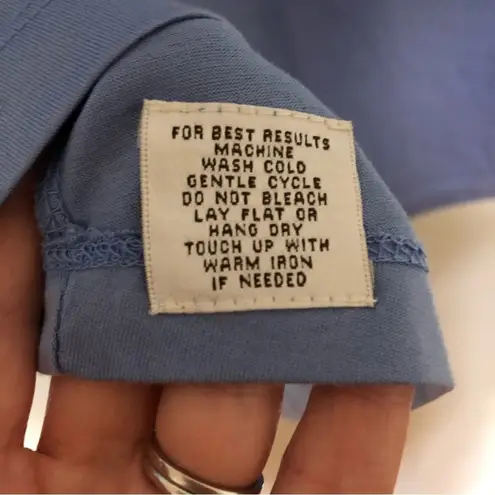 FOR BEST RESULTS
MACHINE
WASH COLD
GENTLE CYCLE
DO NOT BLEACH
LAY FLAT OR
HANG DRY
TOUCH UP WITH
WARM IRON
IF NEEDED